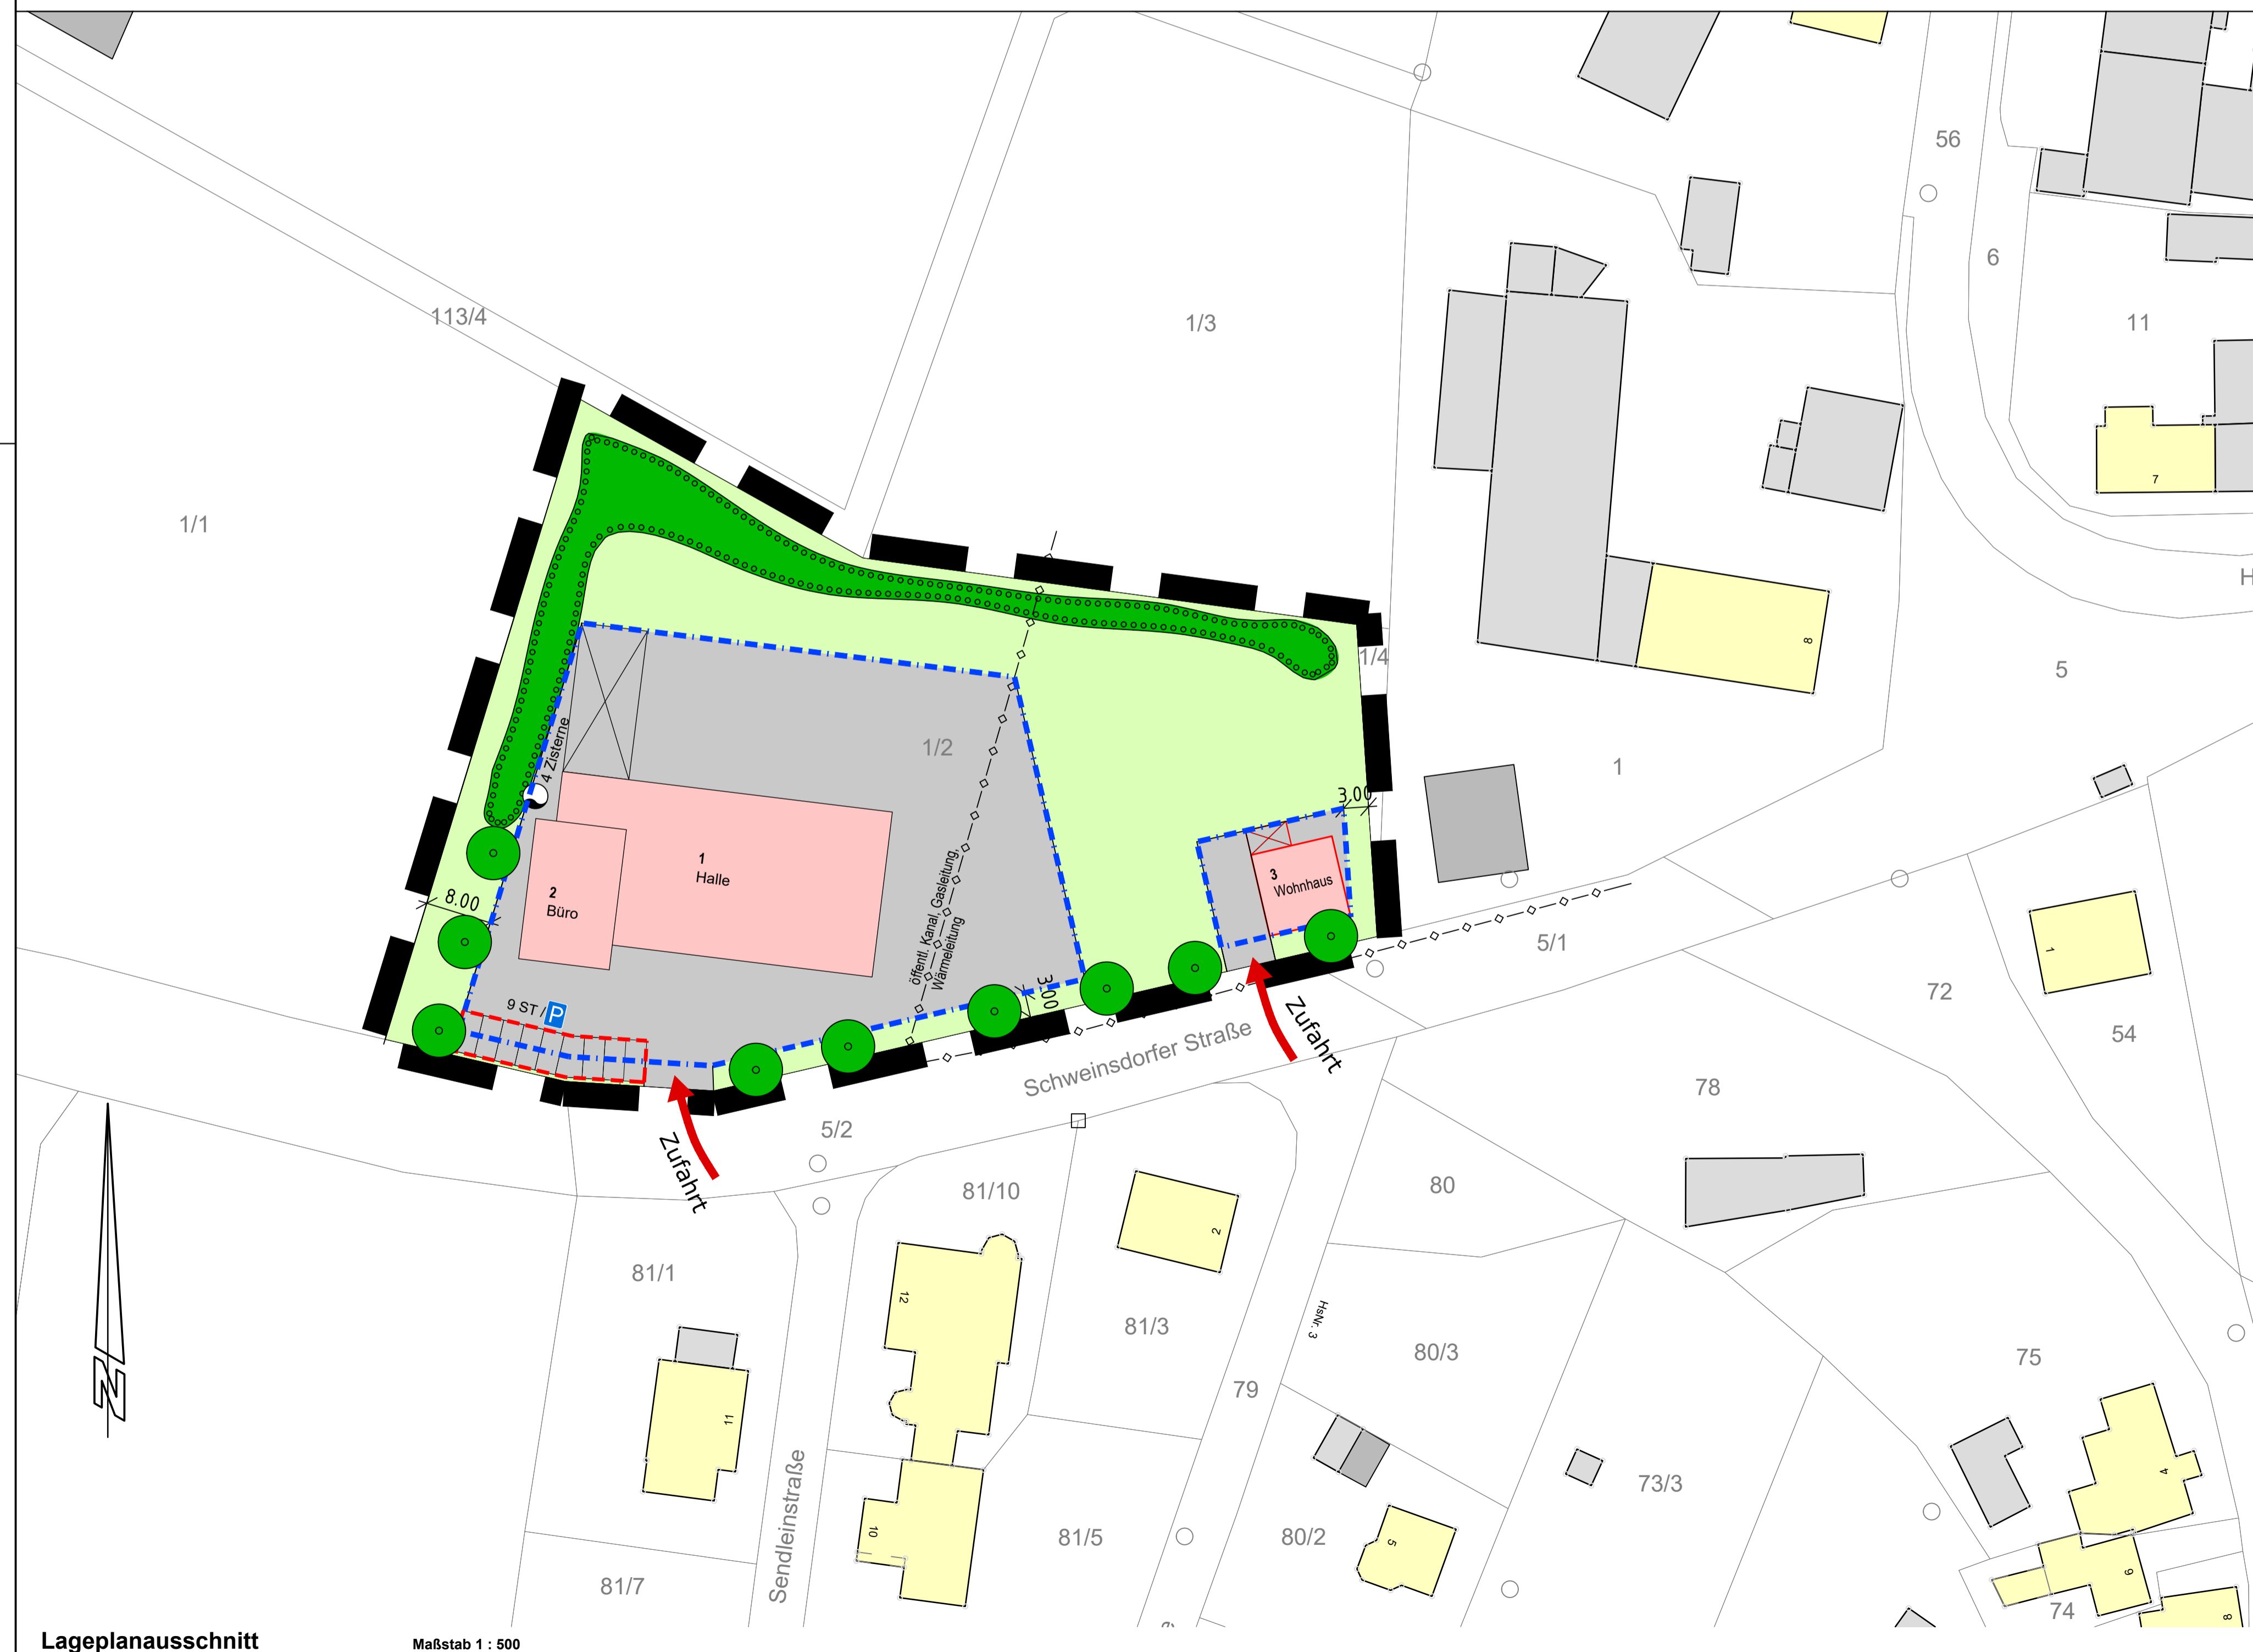 56
6
113/4
1/3
11
7
H
1/1
8
1/4
5
4 Zisterne
1/2
1
3.00
1
Halle
3
Wohnhaus
2
Büro
8.00
öffentl. Kanal, Gasleitung,
Wärmeleitung
5/1
1
72
3.00
9 ST / P
54
Zufahrt
Schweinsdorfer Straße
78
5/2
Zufahrt
81/10
80
2
81/1
12
81/3
HsNr. 3
80/3
75
79
11
4
N
73/3
10
5
81/5
80/2
Sendleinstraße
81/7
6
74
8
Lageplanausschnitt
Maßstab 1 : 500